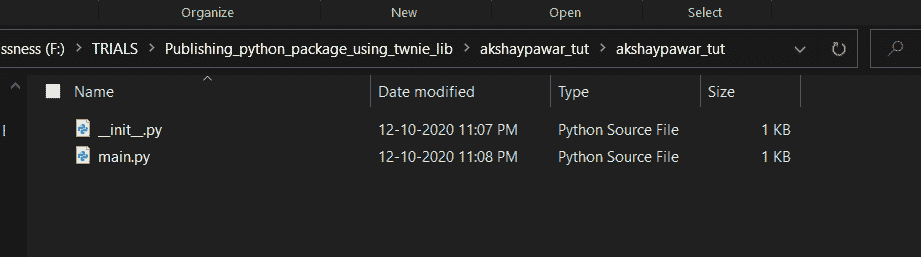 Organize New Open Select
ssness (F:) > TRIALS > Publishing_python_package_using_twnie_lib > akshaypawar_tut > akshaypawar_tut
Name Date modified Type Size
__init__.py 12-10-2020 11:07 PM Python Source File 1 KB
main.py 12-10-2020 11:08 PM Python Source File 1 KB